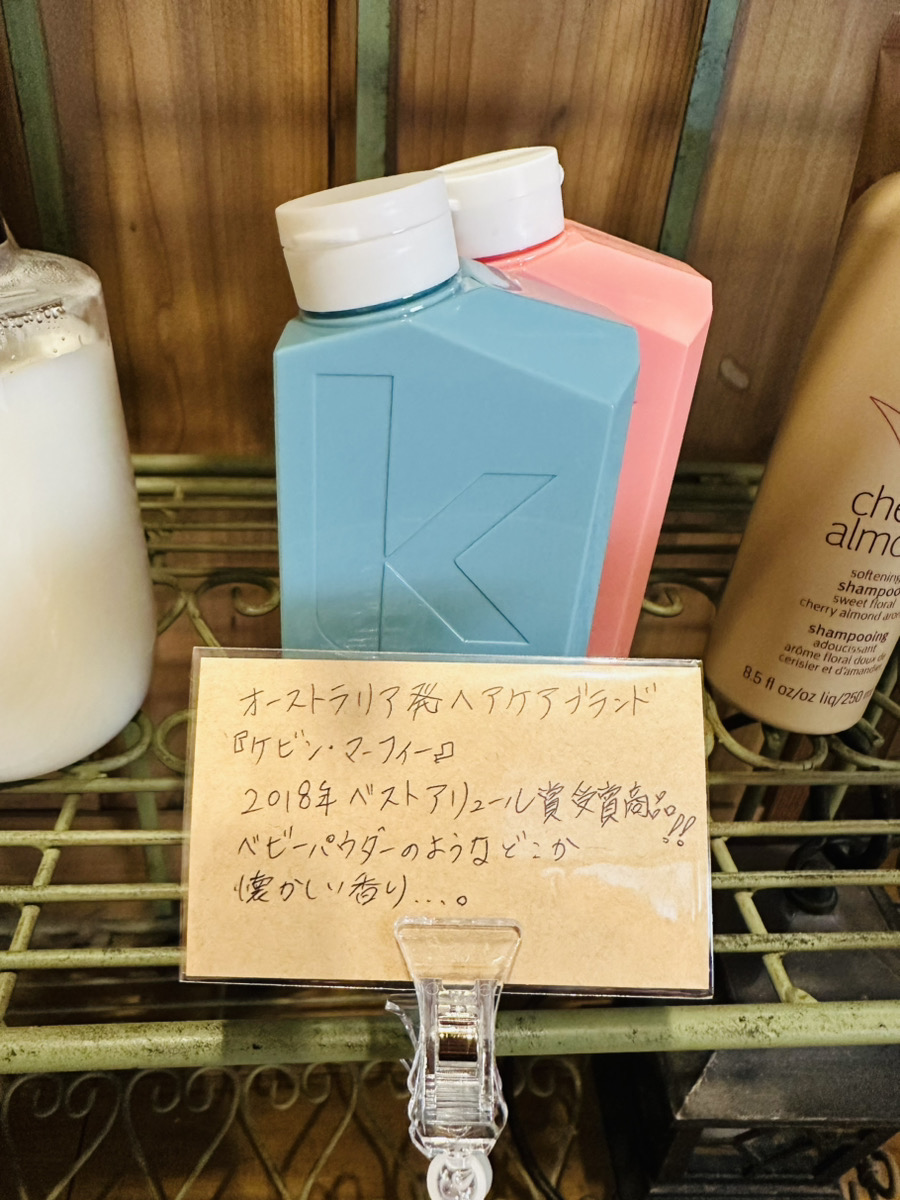 k
オーストラリア発ヘアケアブランド
『ケビン・マーフィー』
2018年 ベストアリュール賞受賞商品!!
ベビーパウダーのようなどこか
懐かしい香り...。
che
almo
softening
shampoo
sweet floral
cherry almond aro
shampooing
adoucissant
arôme floral doux de
cerisier et d'amandier
8.5 fl oz/oz liq/250 m